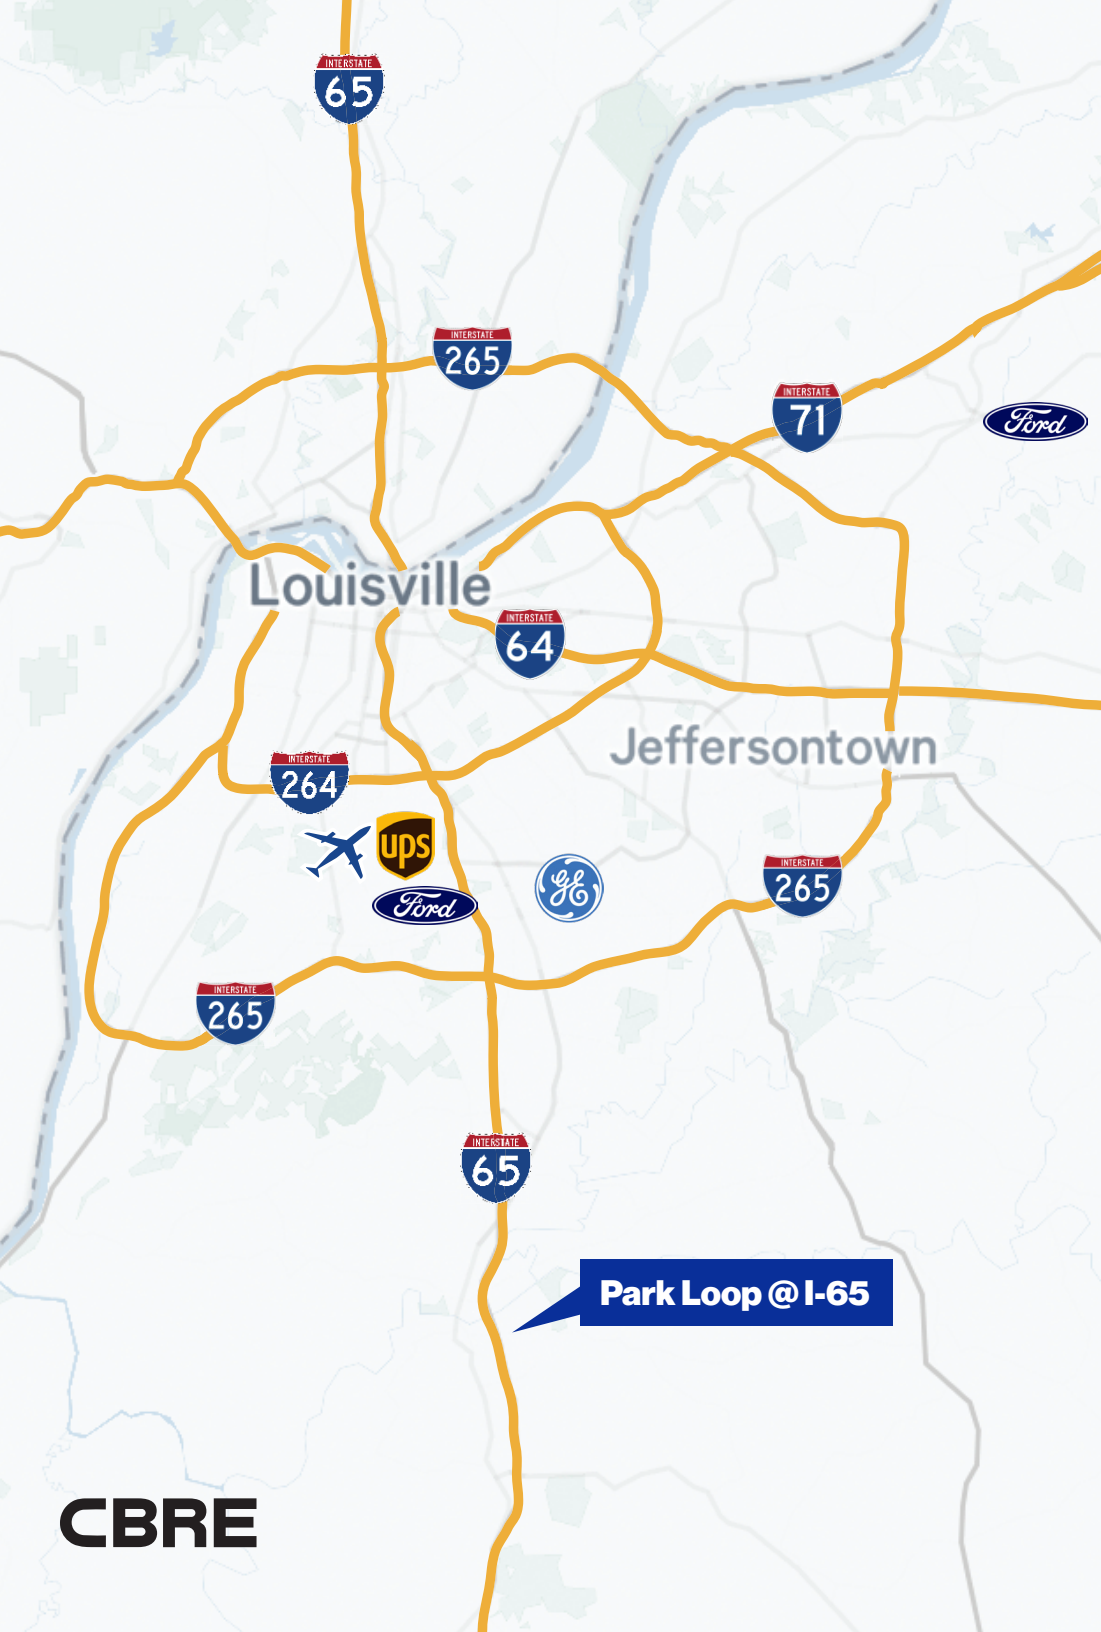 INTERSTATE
65
INTERSTATE
265
INTERSTATE
71
Ford
Louisville
INTERSTATE
64
Jeffersontown
INTERSTATE
264
ups
GE
INTERSTATE
265
Ford
INTERSTATE
265
INTERSTATE
65
Park Loop @ I-65
CBRE